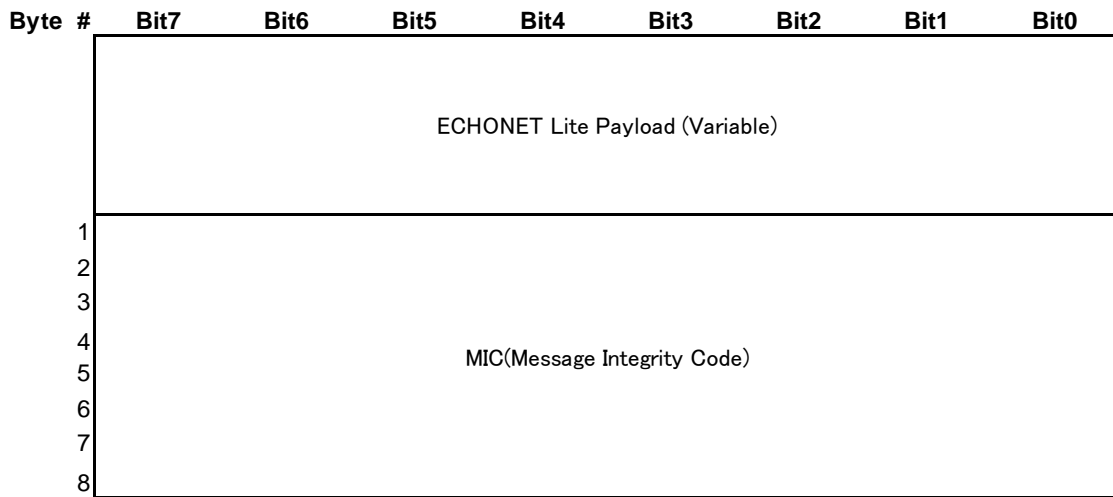 Byte # Bit7 Bit6 Bit5 Bit4 Bit3 Bit2 Bit1 Bit0
ECHONET Lite Payload (Variable)
1
2
3
4
MIC(Message Integrity Code)
5
6
7
8